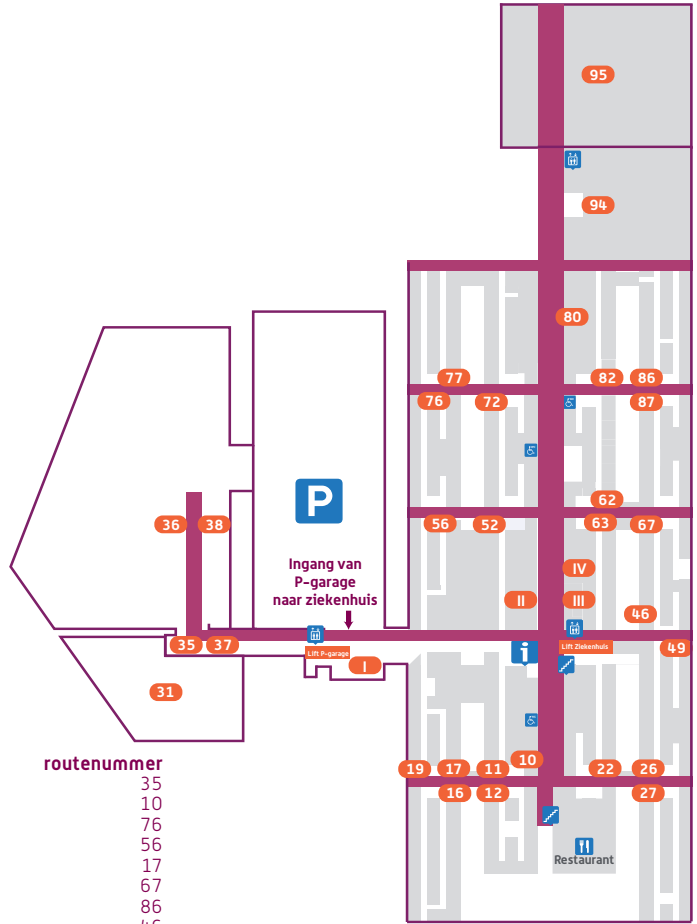 95
94
80
77
82
86
76
72
87
62
56
52
63
67
36
38
P
Ingang van
P-garage
naar ziekenhuis
IV
II
III
46
35
37
Lift P-garage
I
i
Lift Ziekenhuis
49
31
10
19
17
11
22
26
16
12
27
Restaurant
routenummer
35
10
76
56
17
67
86